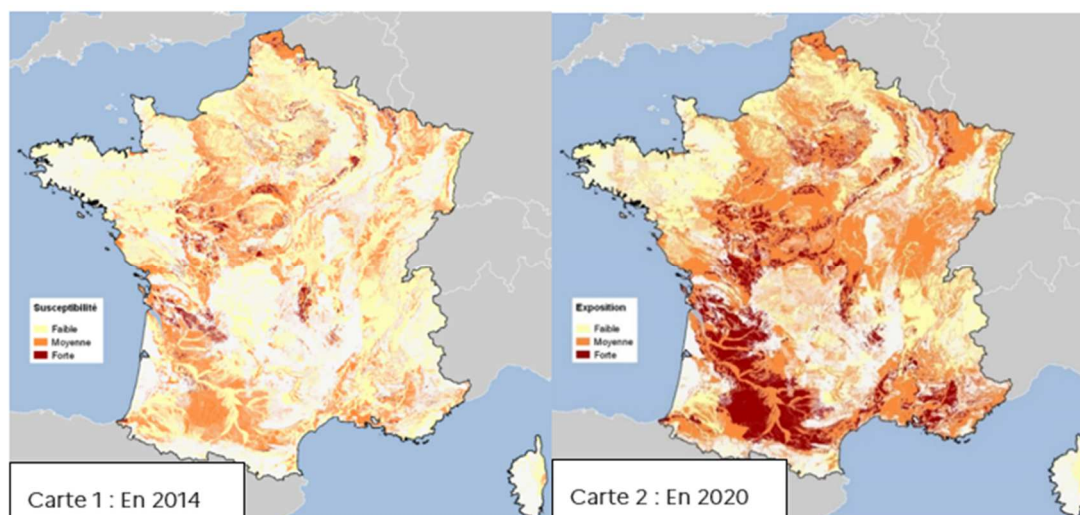 Susceptibilité
Faible
Moyenne
Forte
Carte 1 : En 2014
Exposition
Faible
Moyenne
Forte
Carte 2 : En 2020